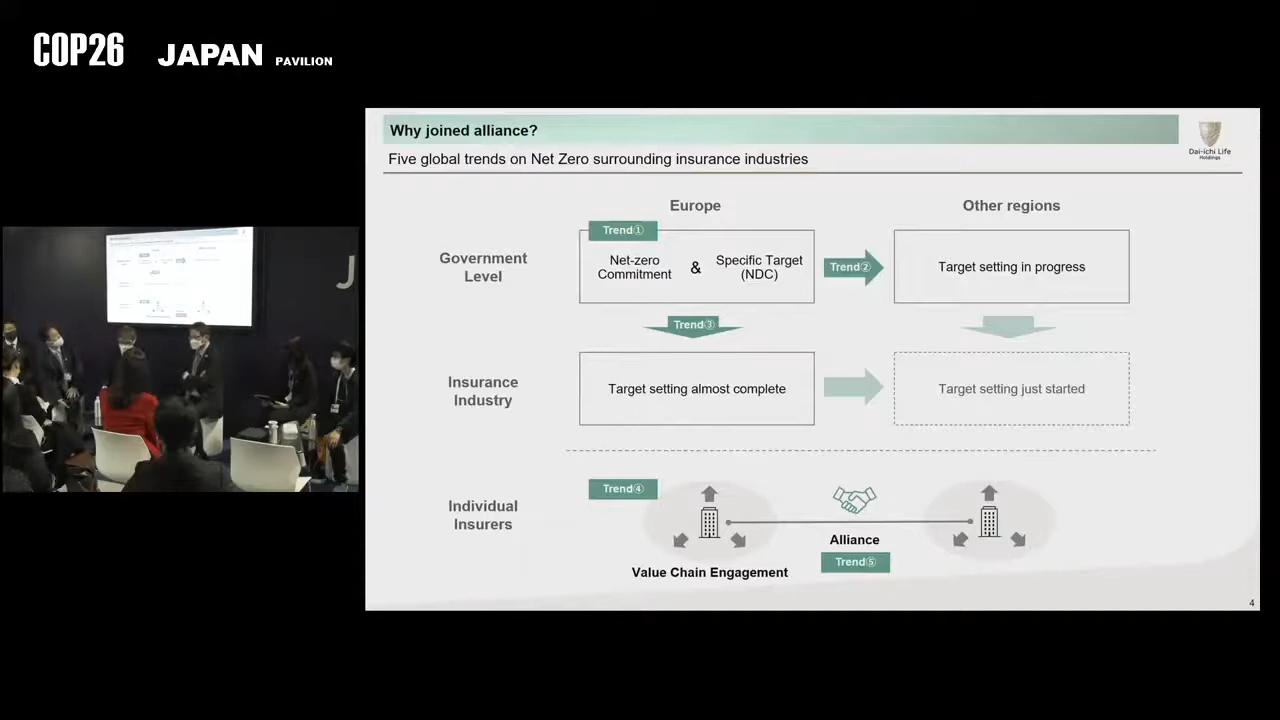 COP26 JAPAN PAVILION
Why joined alliance?
Five global trends on Net Zero surrounding insurance industries
Dai-ichi Life
Holdings
Europe
Other regions
Trend①
Government
Level
Net-zero
Commitment
&
Specific Target
(NDC)
Trend②
Target setting in progress
Trend③
Insurance
Industry
Target setting almost complete
Target setting just started
Trend④
Individual
Insurers
Alliance
Trend⑤
Value Chain Engagement
4
J